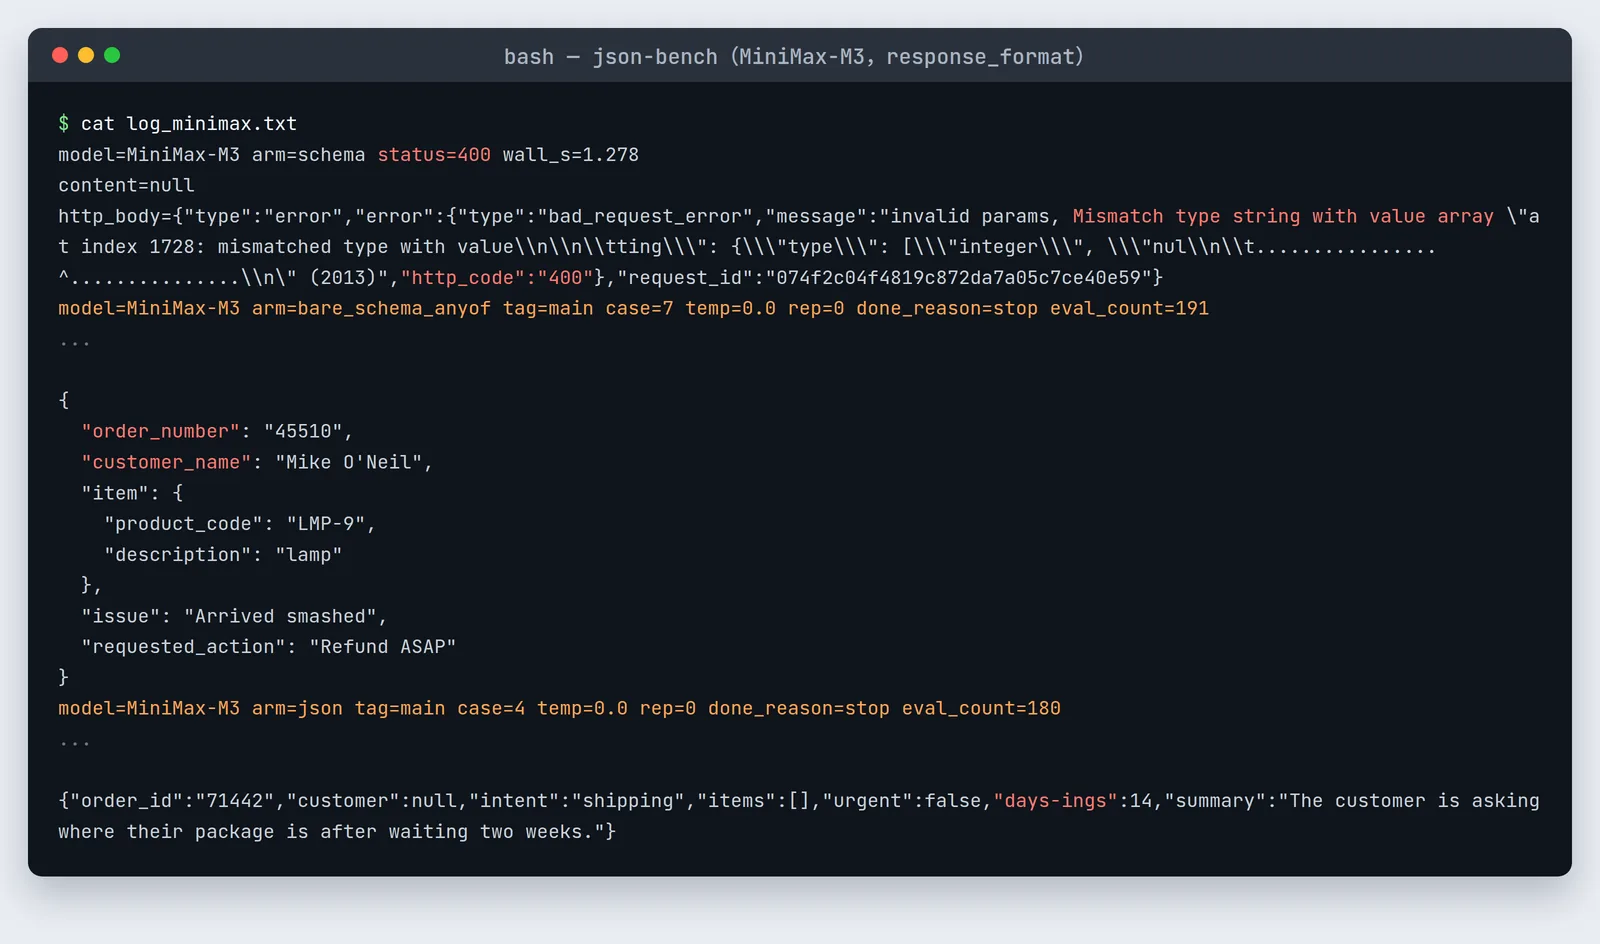 bash — json-bench (MiniMax-M3, response_format)
$ cat log_minimax.txt
model=MiniMax-M3 arm=schema status=400 wall_s=1.278
content=null
http_body={"type":"error","error":{"type":"bad_request_error","message":"invalid params, Mismatch type string with value array \"a
t index 1728: mismatched type with value\\n\\n\\tting\\\": {\\\"type\\\": [\\\"integer\\\", \\\"nul\\n\\t................
^...............\\n\" (2013)","http_code":"400"},"request_id":"074f2c04f4819c872da7a05c7ce40e59"}
model=MiniMax-M3 arm=bare_schema_anyof tag=main case=7 temp=0.0 rep=0 done_reason=stop eval_count=191
...
{
  "order_number": "45510",
  "customer_name": "Mike O'Neil",
  "item": {
    "product_code": "LMP-9",
    "description": "lamp"
  },
  "issue": "Arrived smashed",
  "requested_action": "Refund ASAP"
}
model=MiniMax-M3 arm=json tag=main case=4 temp=0.0 rep=0 done_reason=stop eval_count=180
...
{"order_id":"71442","customer":null,"intent":"shipping","items":[],"urgent":false,"days-ings":14,"summary":"The customer is asking
where their package is after waiting two weeks."}